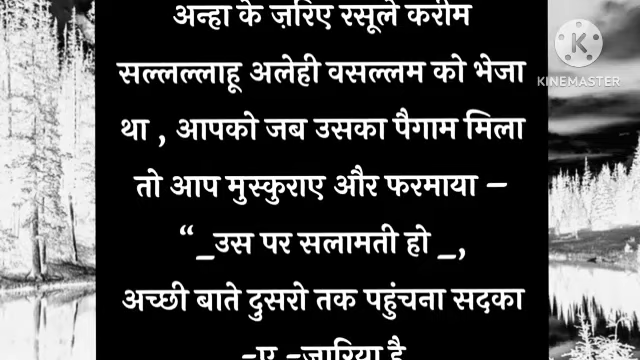 अन्हा के ज़रिए रसूले करीम
सल्लल्लाहू अलेही वसल्लम को भेजा
था , आपको जब उसका पैगाम मिला
तो आप मुस्कुराए और फरमाया –
“_उस पर सलामती हो _,
अच्छी बाते दुसरो तक पहुंचना सदका
-ए -जारिया है
KINEMASTER